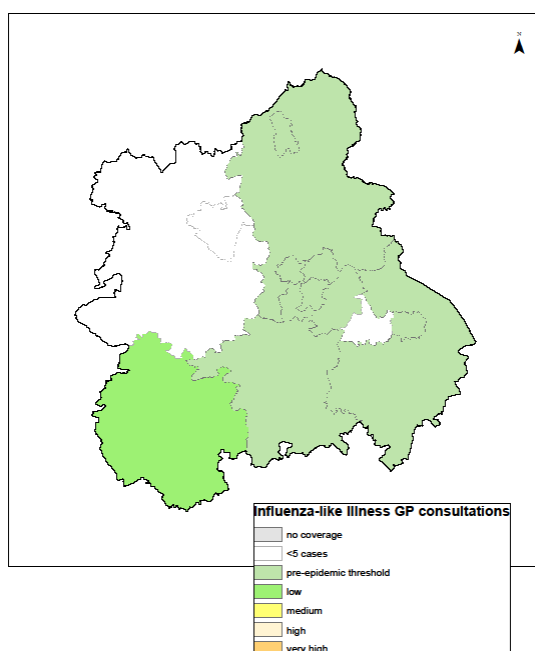 N
Influenza-like Illness GP consultations
no coverage
<5 cases
pre-epidemic threshold
low
medium
high
very high